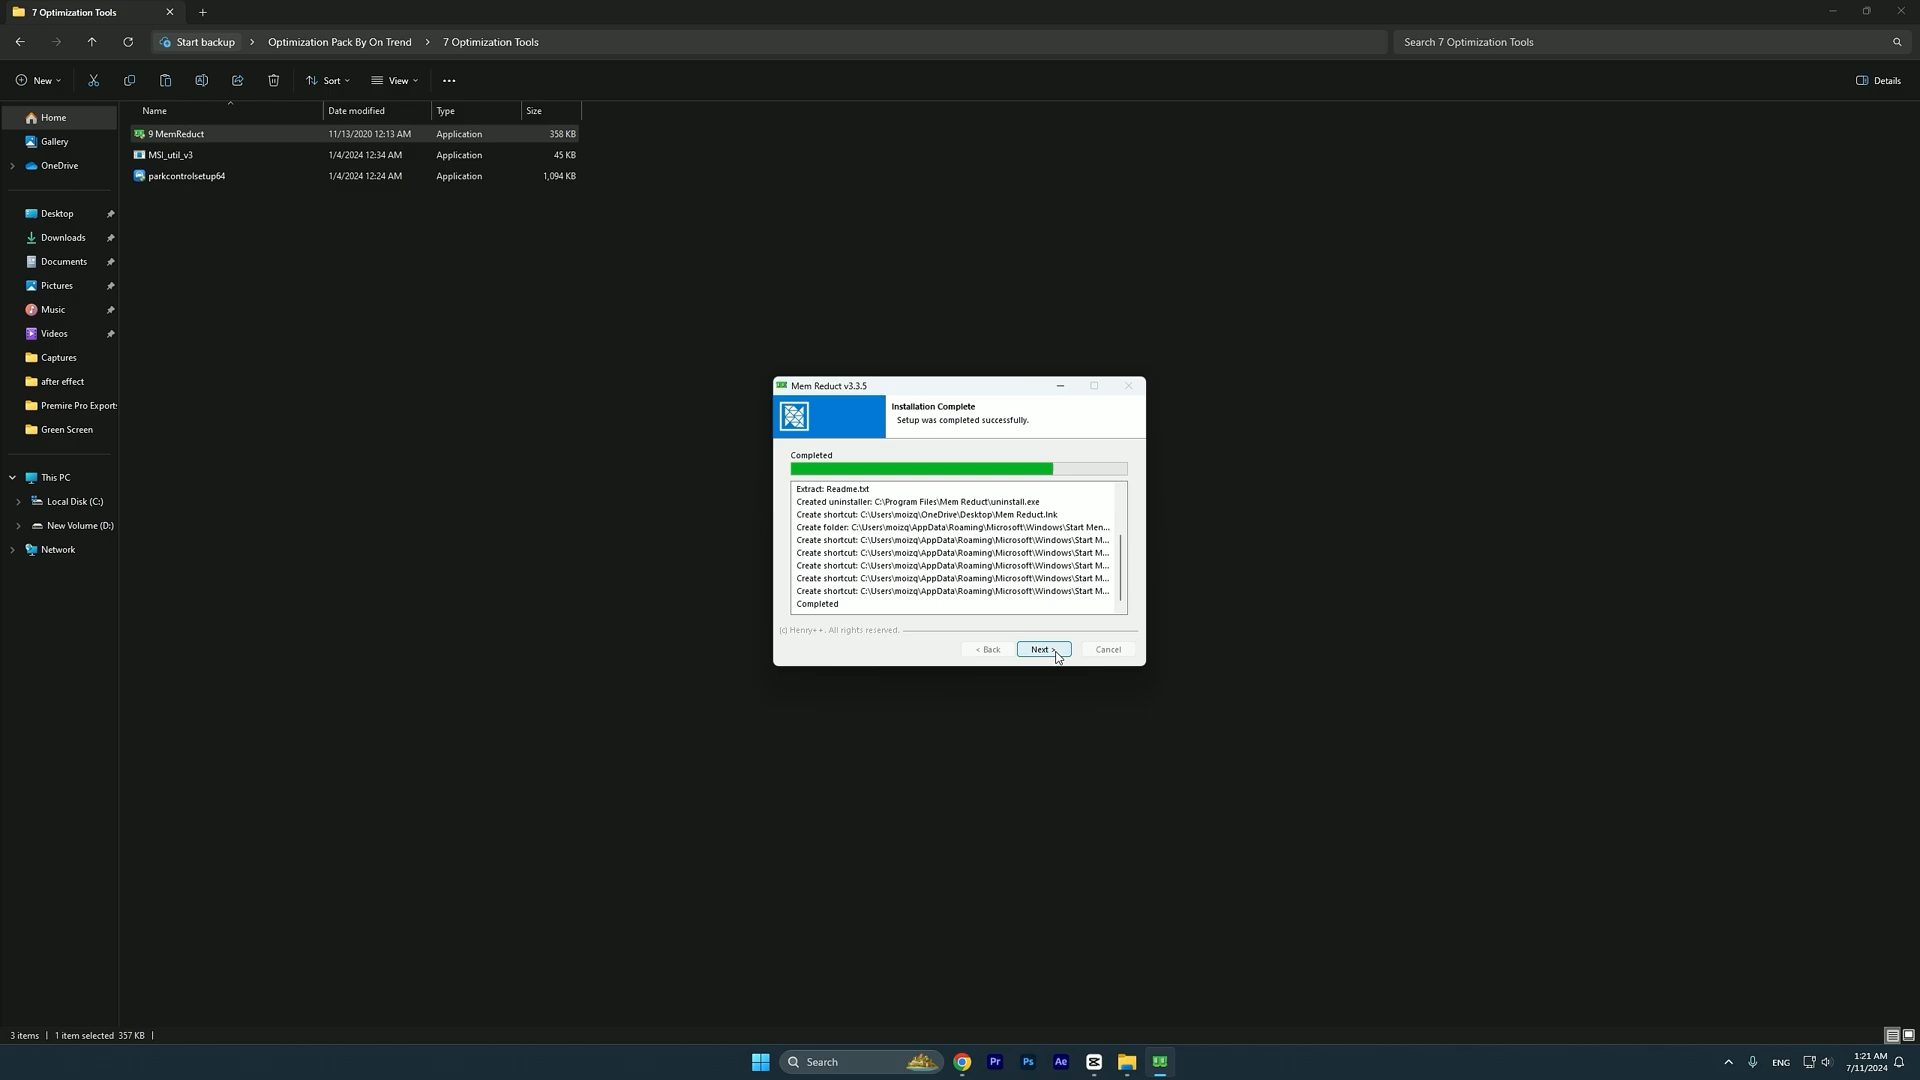 7 Optimization Tools
Start backup
Optimization Pack By On Trend
7 Optimization Tools
Search 7 Optimization Tools
New
Sort
View
Details
Name
Date modified
Type
Size
Home
9 MemReduct
11/13/2020 12:13 AM
Application
358 KB
Gallery
MSI_util_v3
1/4/2024 12:34 AM
Application
45 KB
OneDrive
parkcontrolsetup64
1/4/2024 12:24 AM
Application
1,094 KB
Desktop
Downloads
Documents
Pictures
Music
Videos
Captures
after effect
Premire Pro Exports
Green Screen
This PC
Local Disk (C:)
New Volume (D:)
Network
Mem Reduct v3.3.5
Installation Complete
Setup was completed successfully.
Completed
Extract: Readme.txt
Created uninstaller: C:\Program Files\Mem Reduct\uninstall.exe
Create shortcut: C:\Users\moizq\OneDrive\Desktop\Mem Reduct.lnk
Create folder: C:\Users\moizq\AppData\Roaming\Microsoft\Windows\Start Men...
Create shortcut: C:\Users\moizq\AppData\Roaming\Microsoft\Windows\Start M...
Create shortcut: C:\Users\moizq\AppData\Roaming\Microsoft\Windows\Start M...
Create shortcut: C:\Users\moizq\AppData\Roaming\Microsoft\Windows\Start M...
Create shortcut: C:\Users\moizq\AppData\Roaming\Microsoft\Windows\Start M...
Create shortcut: C:\Users\moizq\AppData\Roaming\Microsoft\Windows\Start M...
Completed
(c) Henry++. All rights reserved.
< Back
Next >
Cancel
3 items
1 item selected 357 KB
Search
Pr
Ps
Ae
ENG
1:21 AM
7/11/2024